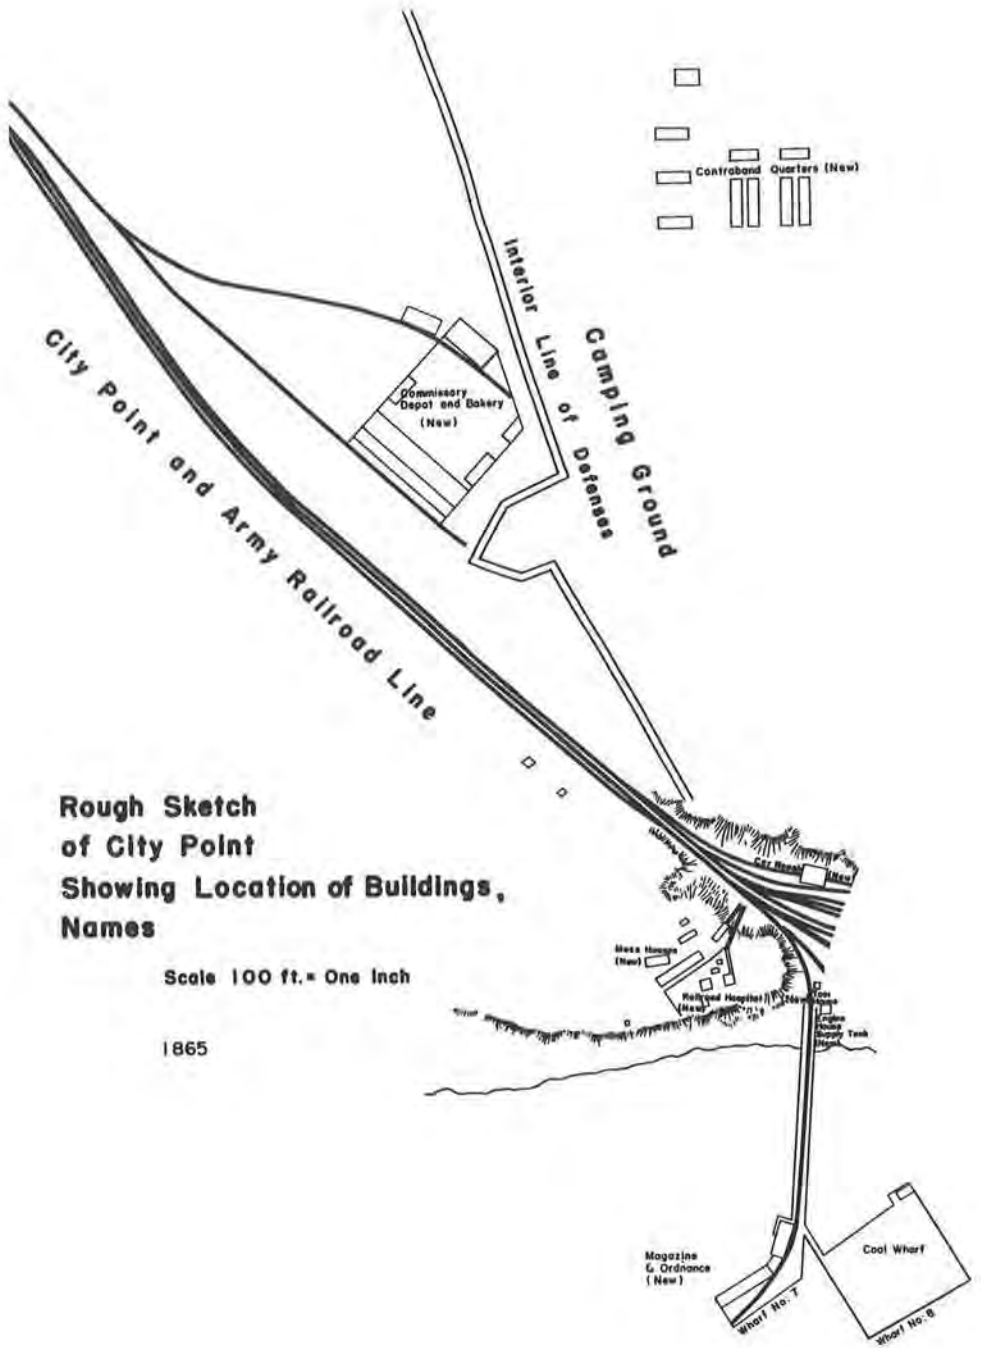 Contraband Quarters (New)
Interior Line of Defenses
Camping Ground
Commissary
Depot and Bakery
(New)
City Point and Army Railroad Line
Rough Sketch
of City Point
Showing Location of Buildings,
Names
Scale 100 ft. = One Inch
1865
Car Repair (New)
Mess Houses
(New)
Railroad Hospital
(New)
(New)
House
Engine
House
Supply Tank
(New)
Magazine
& Ordnance
(New)
Coal Wharf
Wharf No. 7
Wharf No. 8